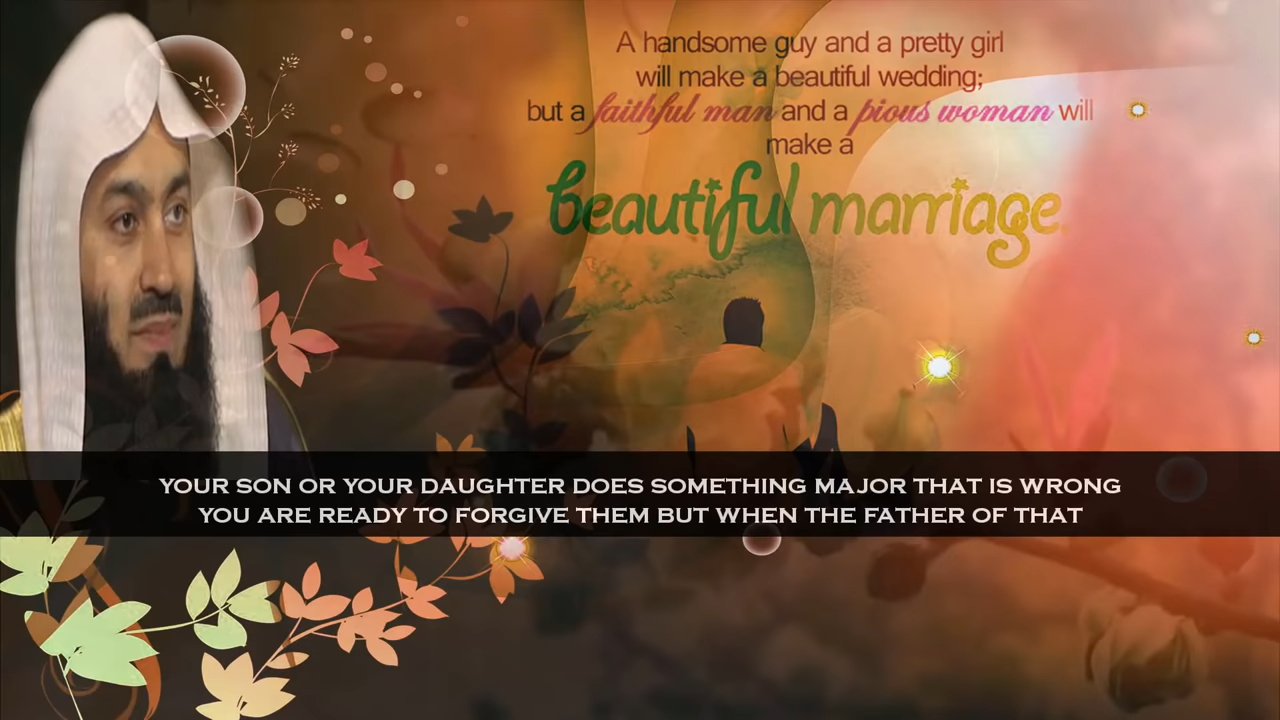 A handsome guy and a pretty girl
will make a beautiful wedding;
but a faithful man and a pious woman will
make a
beautiful marriage.
YOUR SON OR YOUR DAUGHTER DOES SOMETHING MAJOR THAT IS WRONG
YOU ARE READY TO FORGIVE THEM BUT WHEN THE FATHER OF THAT